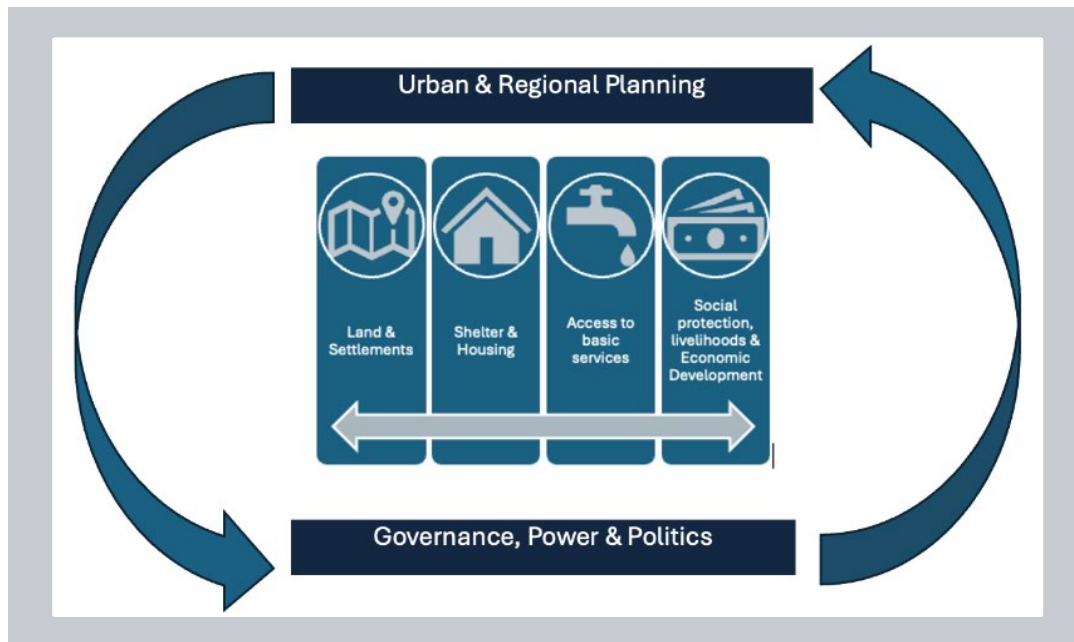 Urban & Regional Planning
Land &
Settlements
Shelter &
Housing
Access to
basic
services
Social
protection,
livelihoods &
Economic
Development
Governance, Power & Politics